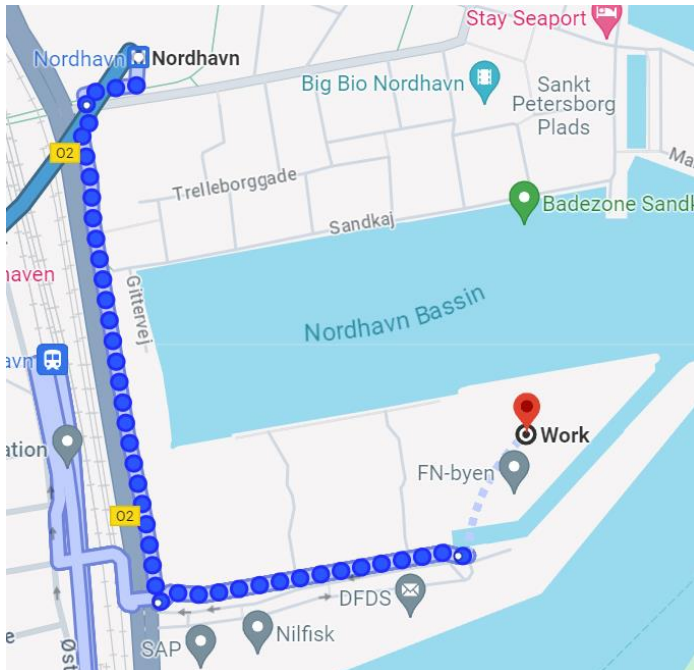 Stay Seaport
Nordhavn
Nordhavn
Big Bio Nordhavn
Sankt
Petersborg
Plads
Ma
O2
Trelleborggade
Badezone Sandk
Sandkaj
haven
Gittervej
Nordhavn Bassin
avn
Work
ation
FN-byen
O2
DFDS
Nilfisk
SAP
Øst
e